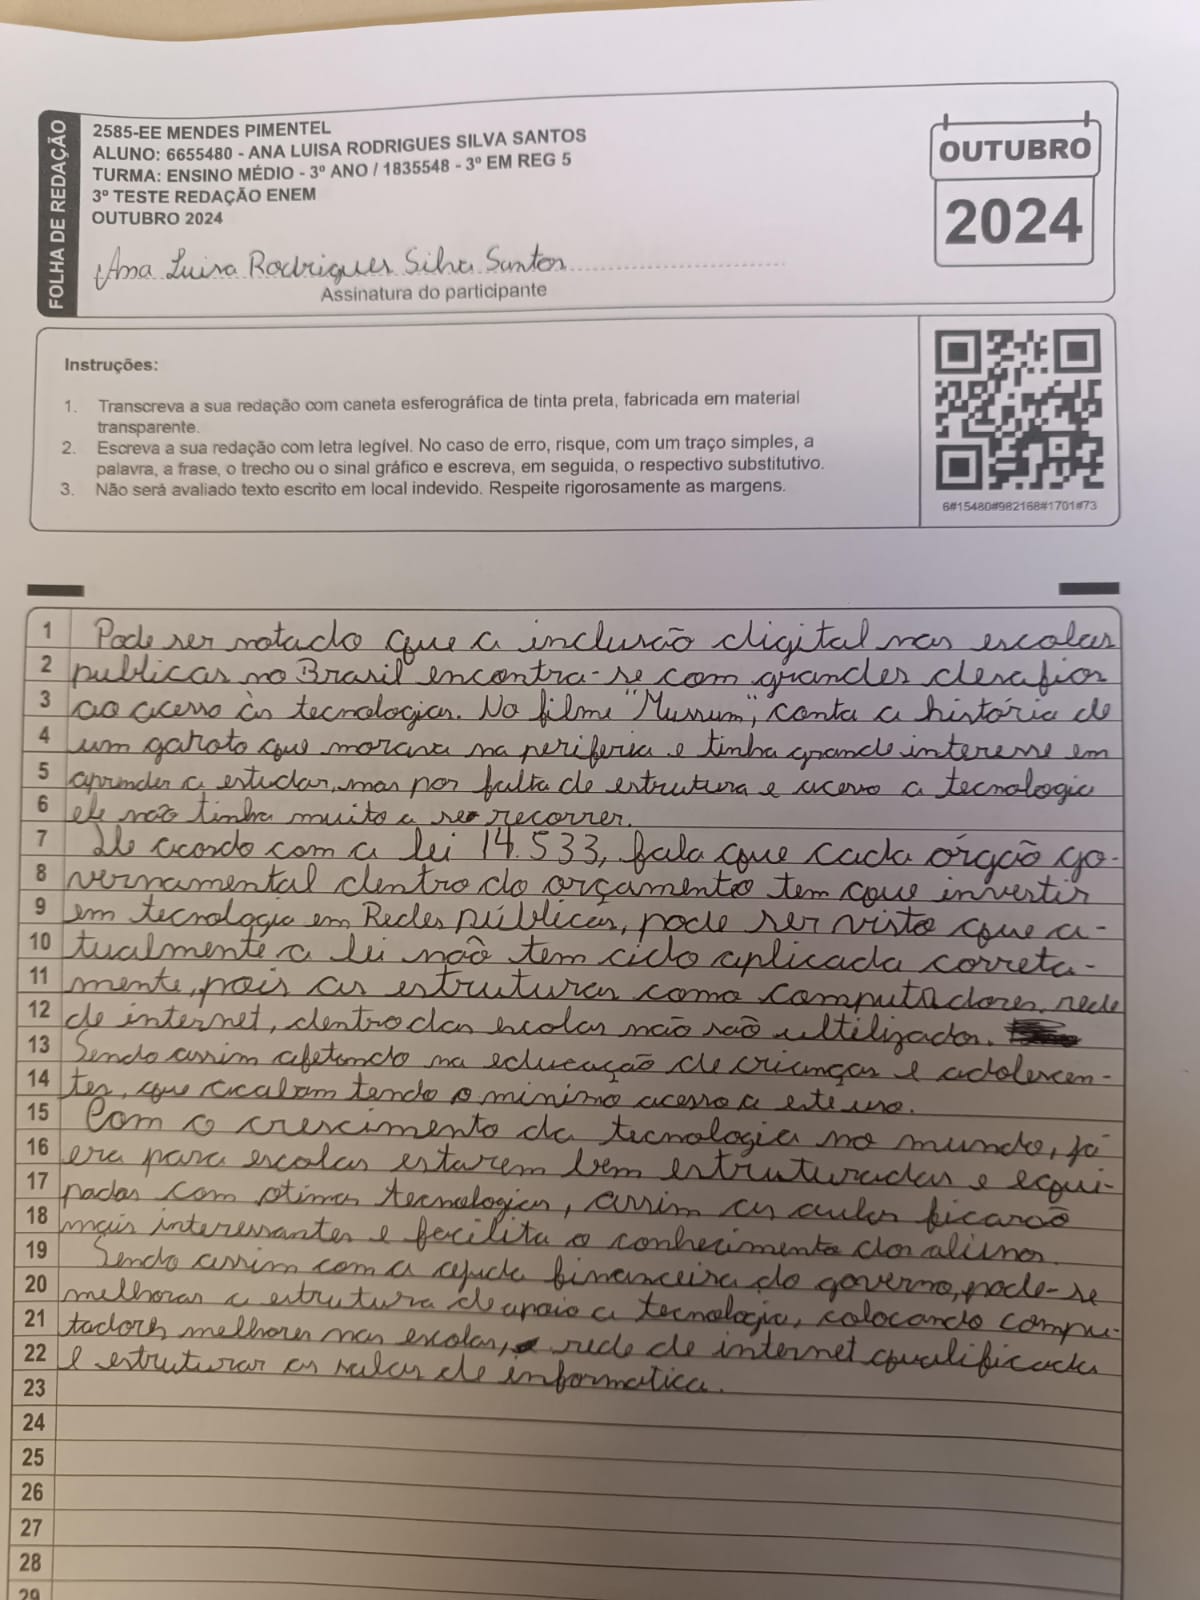 FOLHA DE REDAÇÃO
2585-EE MENDES PIMENTEL
ALUNO: 6655480 - ANA LUISA RODRIGUES SILVA SANTOS
TURMA: ENSINO MÉDIO - 3º ANO / 1835548 - 3º EM REG 5
3º TESTE REDAÇÃO ENEM
OUTUBRO 2024
Ana Luisa Rodrigues Silva Santos
Assinatura do participante
OUTUBRO
2024
Instruções:
1. Transcreva a sua redação com caneta esferográfica de tinta preta, fabricada em material
transparente.
2. Escreva a sua redação com letra legível. No caso de erro, risque, com um traço simples, a
palavra, a frase, o trecho ou o sinal gráfico e escreva, em seguida, o respectivo substitutivo.
3. Não será avaliado texto escrito em local indevido. Respeite rigorosamente as margens.
6#15480#982168#1701#73
1 Pode ser notado que a inclusão digital nas escolas
2 publicas no Brasil encontra-se com grandes desafios
3 ao acesso às tecnologias. No filme "Mussum", conta a história de
4 um garoto que morava na periferia e tinha grande interesse em
5 aprender a estudar, mas por falta de estrutura e acesso a tecnologia
6 ele não tinha muito a se recorrer.
7 De acordo com a lei 14.533, fala que cada órgão go-
8 vernamental dentro do orçamento tem que investir
9 em tecnologia em Redes públicas, pode ser visto que a-
10 tualmente a lei não tem cido aplicada correta-
11 mente, pois as estruturas como computadores, rede
12 de internet, dentro das escolas não são ultilizados.
13 Sendo assim afetando na educação de crianças e adolescen-
14 tes, que acabam tendo o minimo acesso a este uso.
15 Com o crescimento da tecnologia no mundo, já
16 era para escolas estarem bem estruturadas e equi-
17 padas com otimas tecnologias, assim as aulas ficarão
18 mais interessantes e facilita o conhecimento dos alunos.
19 Sendo assim com a ajuda financeira do governo, pode-se
20 melhorar a estrutura de apoio a tecnologia, colocando compu-
21 tadores melhores nas escolas, rede de internet qualificada
22 e estruturar as salas de informatica.
23
24
25
26
27
28
29